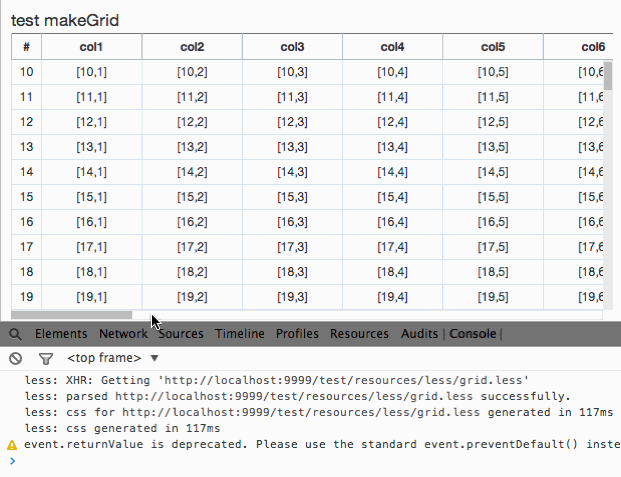 test makeGrid
# col1 col2 col3 col4 col5 col6
10 [10,1] [10,2] [10,3] [10,4] [10,5] [10,6
11 [11,1] [11,2] [11,3] [11,4] [11,5] [11,6
12 [12,1] [12,2] [12,3] [12,4] [12,5] [12,6
13 [13,1] [13,2] [13,3] [13,4] [13,5] [13,6
14 [14,1] [14,2] [14,3] [14,4] [14,5] [14,6
15 [15,1] [15,2] [15,3] [15,4] [15,5] [15,6
16 [16,1] [16,2] [16,3] [16,4] [16,5] [16,6
17 [17,1] [17,2] [17,3] [17,4] [17,5] [17,6
18 [18,1] [18,2] [18,3] [18,4] [18,5] [18,6
19 [19,1] [19,2] [19,3] [19,4] [19,5] [19,6
Elements Network Sources Timeline Profiles Resources Audits | Console |
<top frame> ▼
less: XHR: Getting 'http://localhost:9999/test/resources/less/grid.less'
less: parsed http://localhost:9999/test/resources/less/grid.less successfully.
less: css for http://localhost:9999/test/resources/less/grid.less generated in 117ms
less: css generated in 117ms
event.returnValue is deprecated. Please use the standard event.preventDefault() inste
>